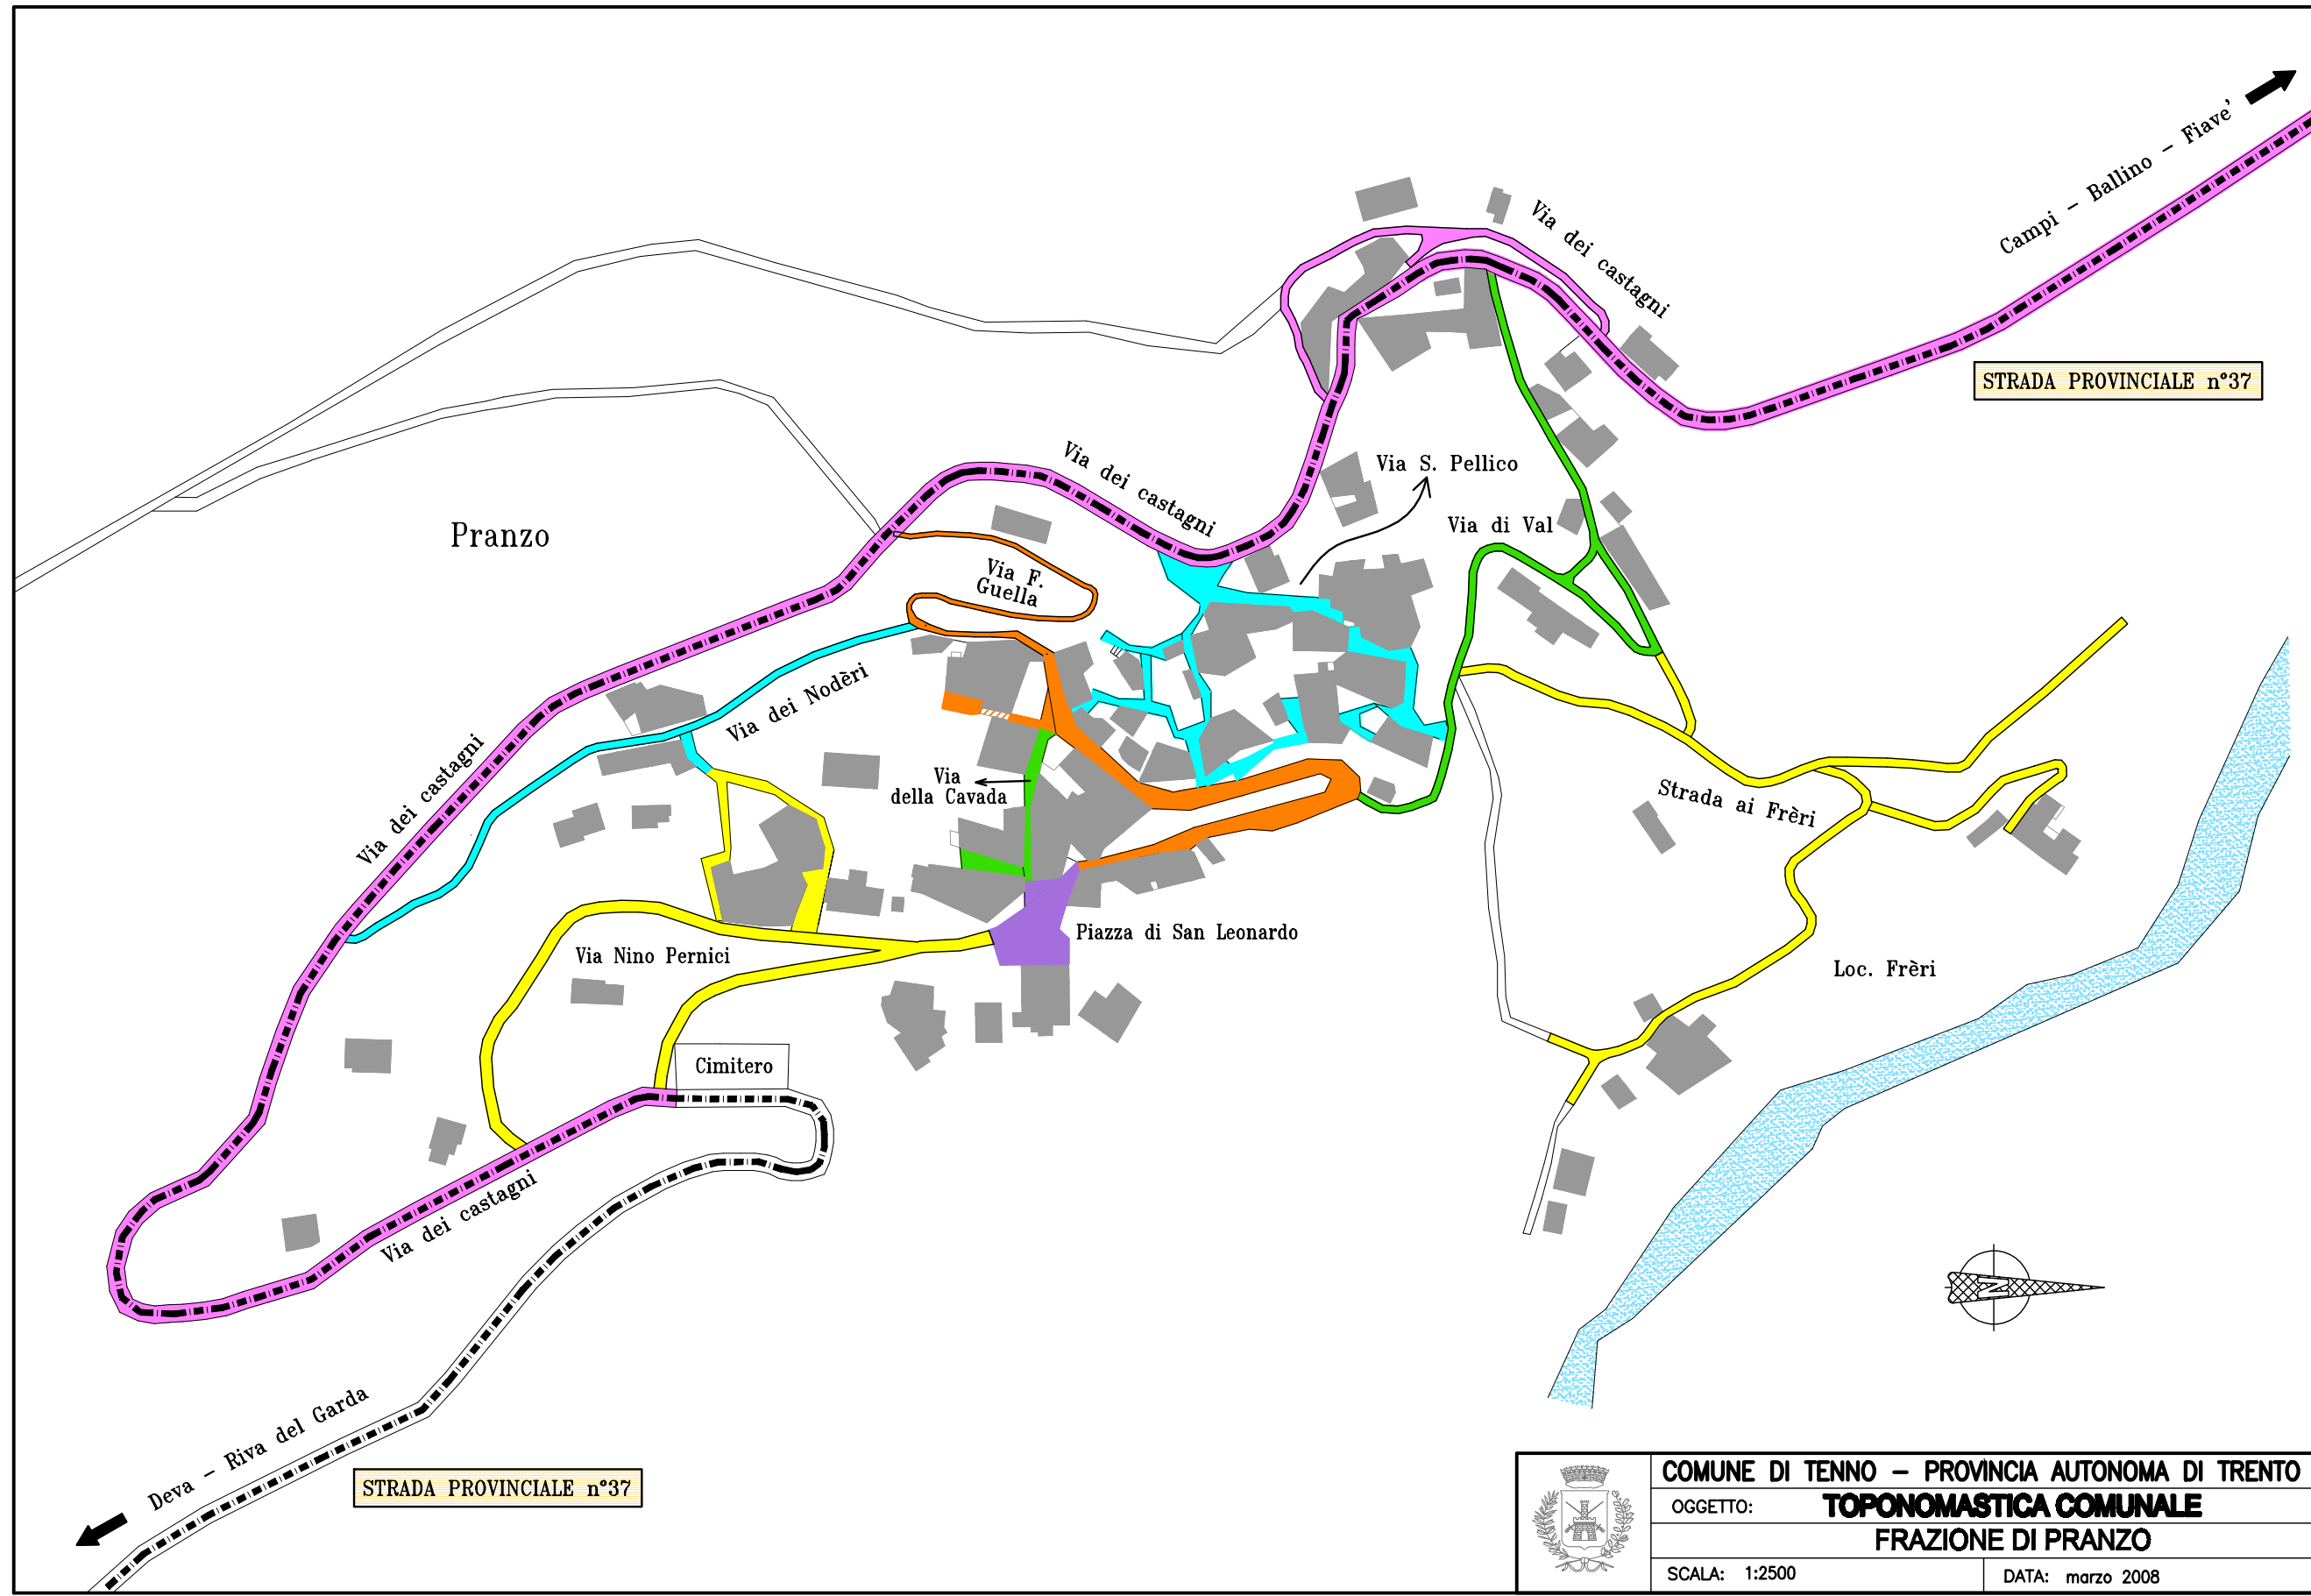 Campi - Ballino - Fiave'
Via dei castagni
STRADA PROVINCIALE n°37
Via dei castagni
Via S. Pellico
Via di Val
Pranzo
Via F.
Guella
Via dei Nodēri
Via dei castagni
Via
della Cavada
Strada ai Frèri
Piazza di San Leonardo
Via Nino Pernici
Loc. Frèri
Cimitero
Via dei castagni
N
Deva - Riva del Garda
STRADA PROVINCIALE n°37
COMUNE DI TENNO - PROVINCIA AUTONOMA DI TRENTO
OGGETTO: TOPONOMASTICA COMUNALE
FRAZIONE DI PRANZO
SCALA: 1:2500 DATA: marzo 2008